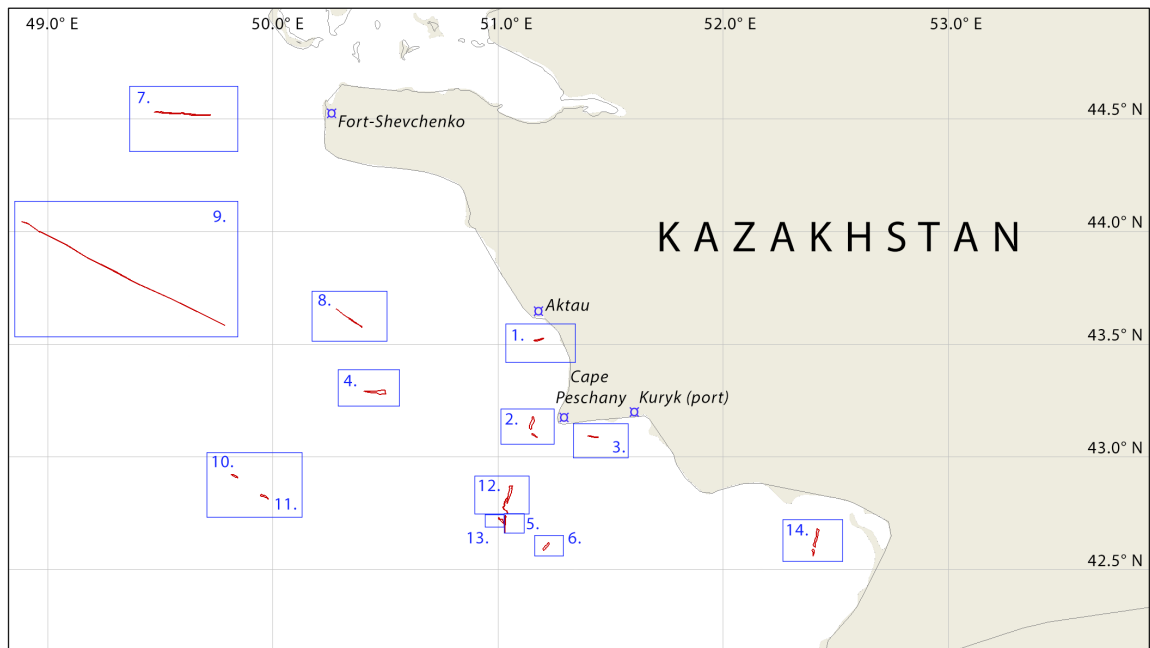 49.0° E
50.0° E
51.0° E
52.0° E
53.0° E
7.
44.5° N
Fort-Shevchenko
9.
44.0° N
KAZAKHSTAN
8.
Aktau
1.
43.5° N
4.
Cape
Peschany
Kuryk (port)
2.
3.
43.0° N
10.
11.
12.
5.
13.
6.
14.
42.5° N